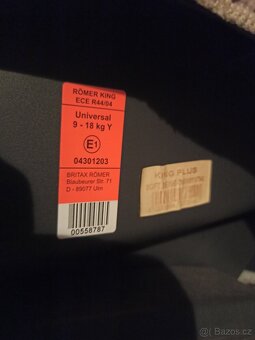 RÖMER KING
ECE R44/04
Universal
9 - 18 kg Y
E1
04301203
BRITAX RÖMER
Blaubeurer Str. 71
D - 89077 Ulm
00558787
KING PLUS
© Bazoš.cz